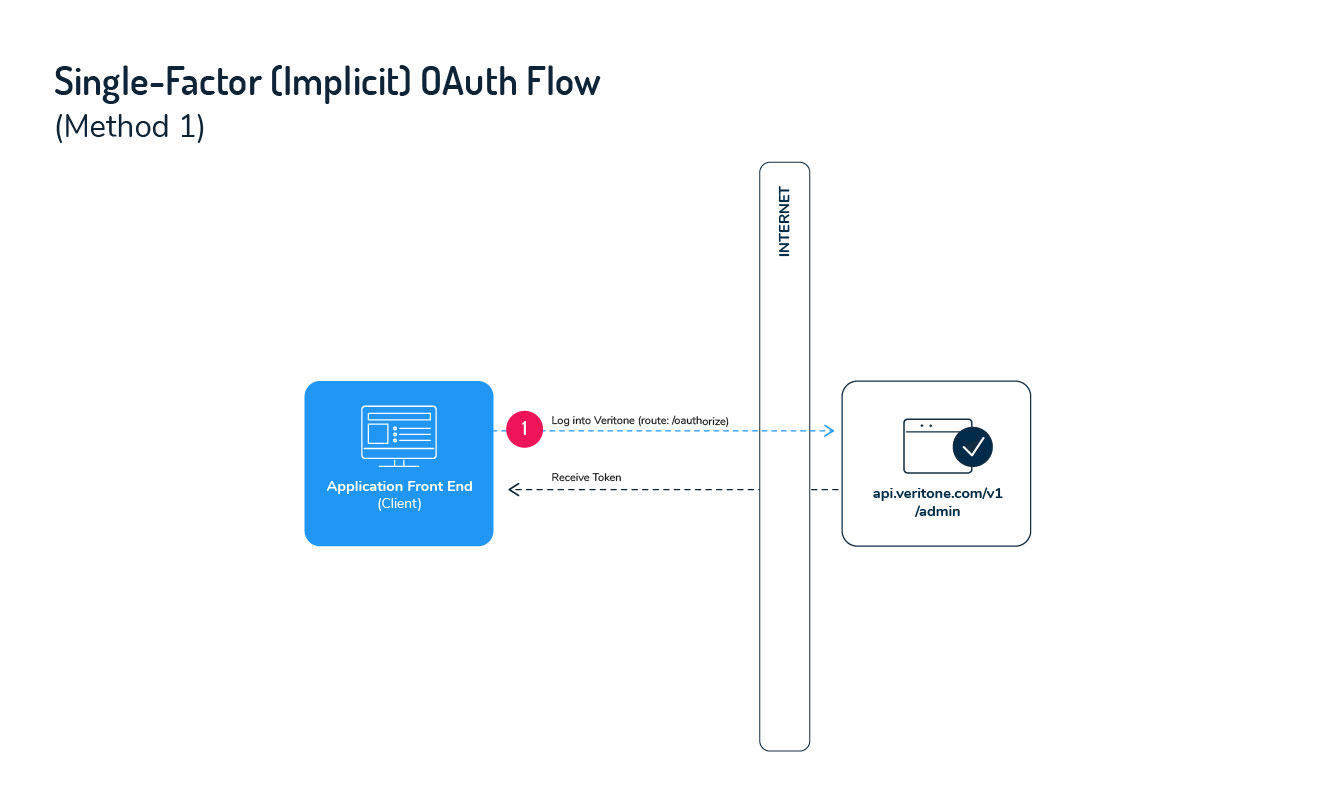 Single-Factor (Implicit) OAuth Flow
(Method 1)
INTERNET
1
Log into Veritone (route: /oauthorize)
Receive Token
Application Front End
(Client)
api.veritone.com/v1
/admin